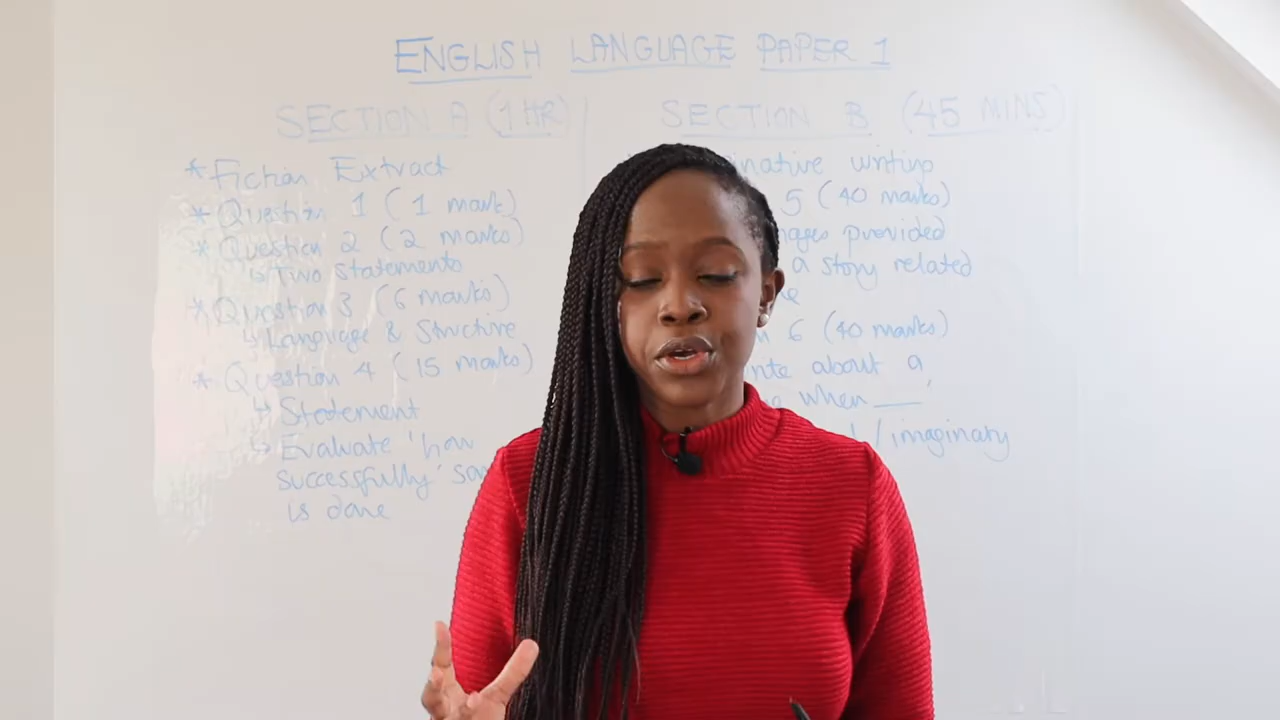 ENGLISH LANGUAGE PAPER 1
SECTION A (1 HR)
* Fiction Extract
* Question 1 (1 mark)
* Question 2 (2 marks)
↳ Two statements
* Question 3 (6 marks)
↳ Language & Structure
* Question 4 (15 marks)
↳ Statement
↳ Evaluate 'how
successfully'
is done
SECTION B (45 MINS)
writing
5 (40 marks)
provided
a story related
6 (40 marks)
about a
when ___'
/imaginary